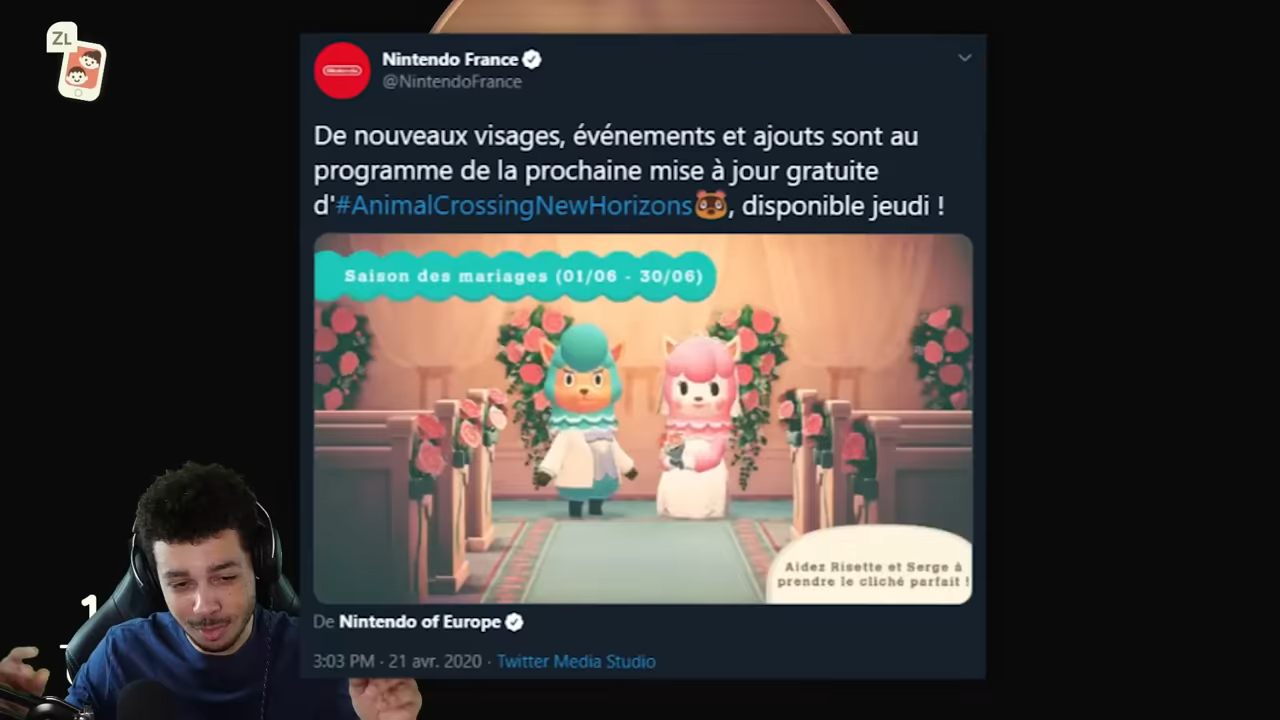 ZL
Nintendo France
@NintendoFrance
De nouveaux visages, événements et ajouts sont au
programme de la prochaine mise à jour gratuite
d'#AnimalCrossingNewHorizons, disponible jeudi !
Saison des mariages (01/06 - 30/06)
Aidez Risette et Serge à
prendre le cliché parfait !
De Nintendo of Europe
3:03 PM · 21 avr. 2020 · Twitter Media Studio